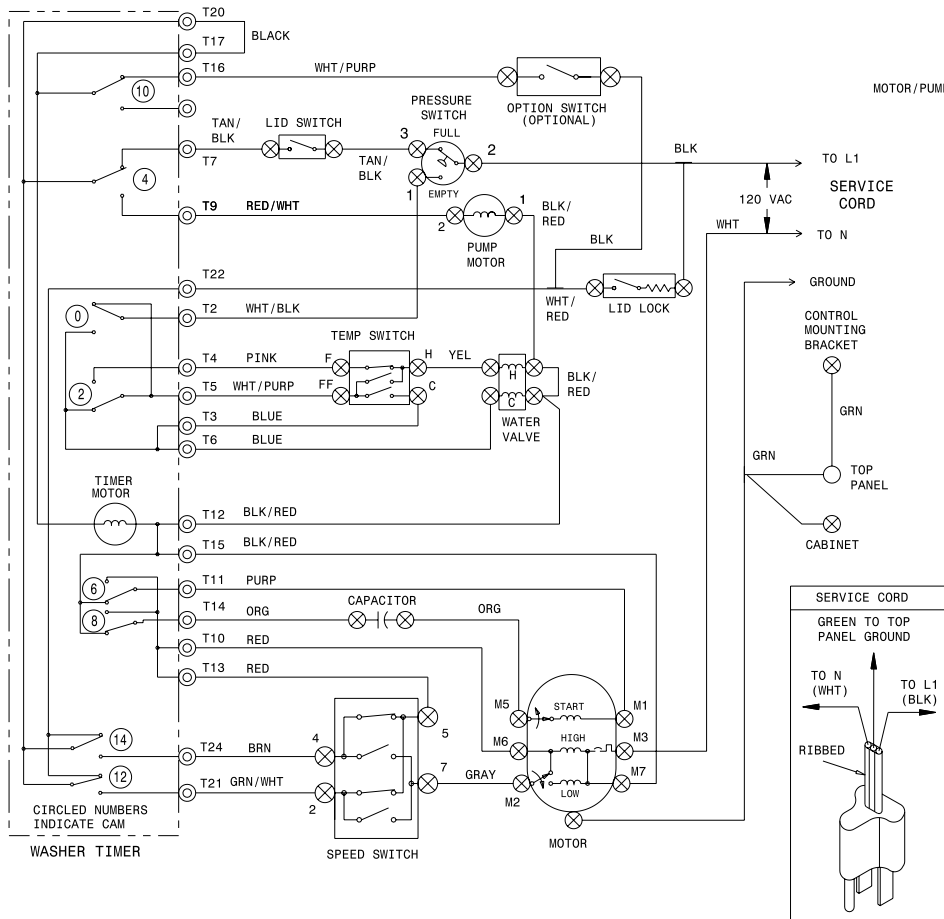 T20
BLACK
T17
T16
WHT/PURP
10
OPTION SWITCH
(OPTIONAL)
MOTOR/PUMP
PRESSURE
SWITCH
TAN/
BLK
LID SWITCH
3
FULL
2
T7
TAN/
BLK
4
1
EMPTY
BLK
TO L1
SERVICE
CORD
120 VAC
T9
RED/WHT
2
1
BLK/
RED
PUMP
MOTOR
BLK
WHT
TO N
T22
WHT/
RED
LID LOCK
GROUND
0
T2
WHT/BLK
TEMP SWITCH
CONTROL
MOUNTING
BRACKET
T4
PINK
F
H
YEL
H
2
T5
WHT/PURP
FF
C
C
BLK/
RED
T3
BLUE
WATER
VALVE
T6
BLUE
GRN
GRN
TOP
PANEL
TIMER
MOTOR
T12
BLK/RED
T15
BLK/RED
CABINET
6
T11
PURP
8
T14
ORG
CAPACITOR
ORG
T10
RED
T13
RED
SERVICE CORD
GREEN TO TOP
PANEL GROUND
TO N
(WHT)
TO L1
(BLK)
RIBBED
M5
START
M1
5
M6
HIGH
M3
14
T24
BRN
4
7
GRAY
M2
LOW
M7
12
T21
GRN/WHT
2
CIRCLED NUMBERS
INDICATE CAM
WASHER TIMER
SPEED SWITCH
MOTOR